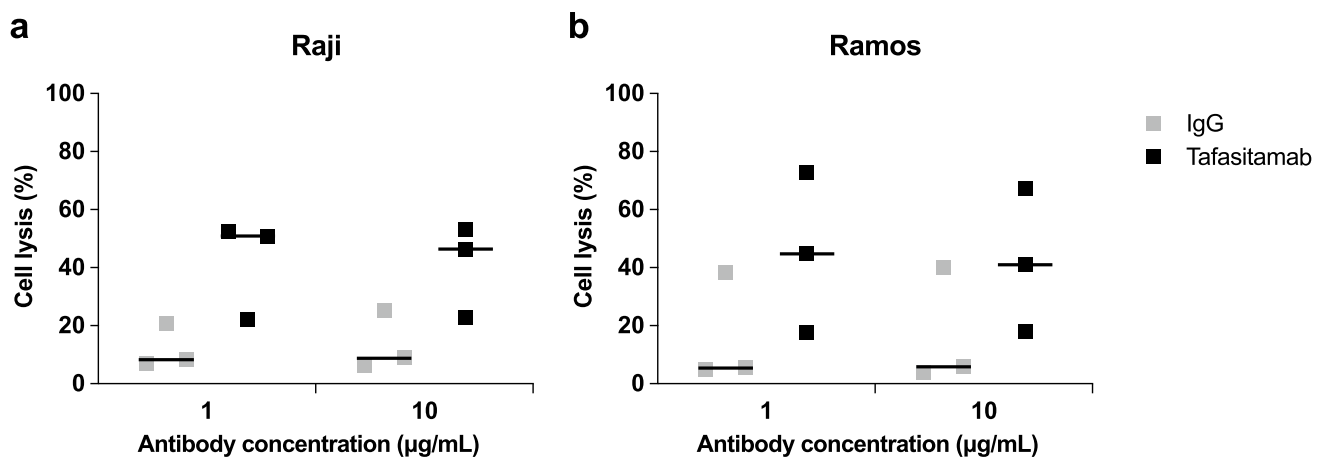 a
Raji
Cell lysis (%)
100
80
60
40
20
0
1
10
Antibody concentration (µg/mL)
b
Ramos
Cell lysis (%)
100
80
60
40
20
0
1
10
Antibody concentration (µg/mL)
IgG
Tafasitamab